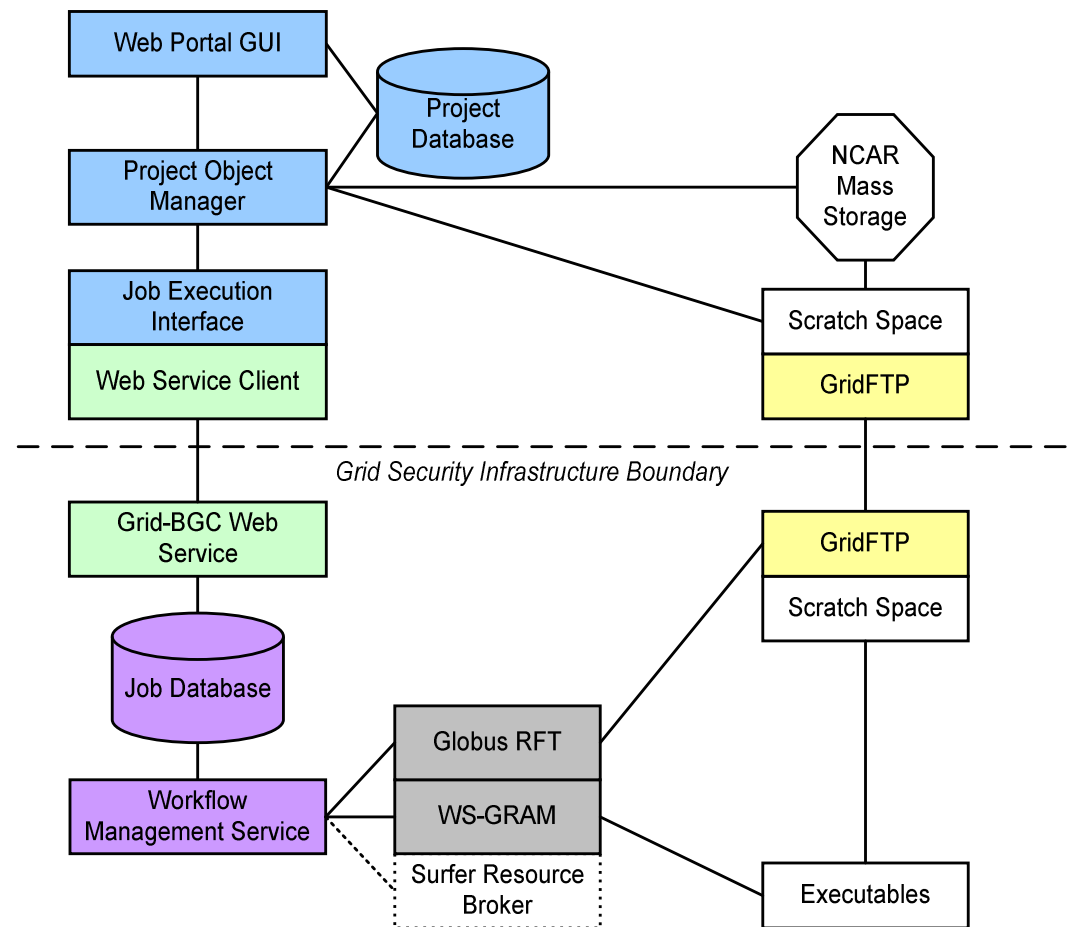 Web Portal GUI
Project
Database
Project Object
Manager
NCAR
Mass
Storage
Job Execution
Interface
Web Service Client
Scratch Space
GridFTP
Grid Security Infrastructure Boundary
Grid-BGC Web
Service
GridFTP
Scratch Space
Job Database
Globus RFT
WS-GRAM
Workflow
Management Service
Surfer Resource
Broker
Executables